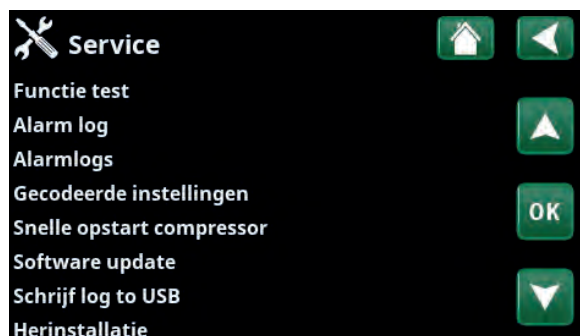 Service
Functie test
Alarm log
Alarmlogs
Gecodeerde instellingen
OK
Snelle opstart compressor
Software update
Schrijf log to USB
Herinstallatie